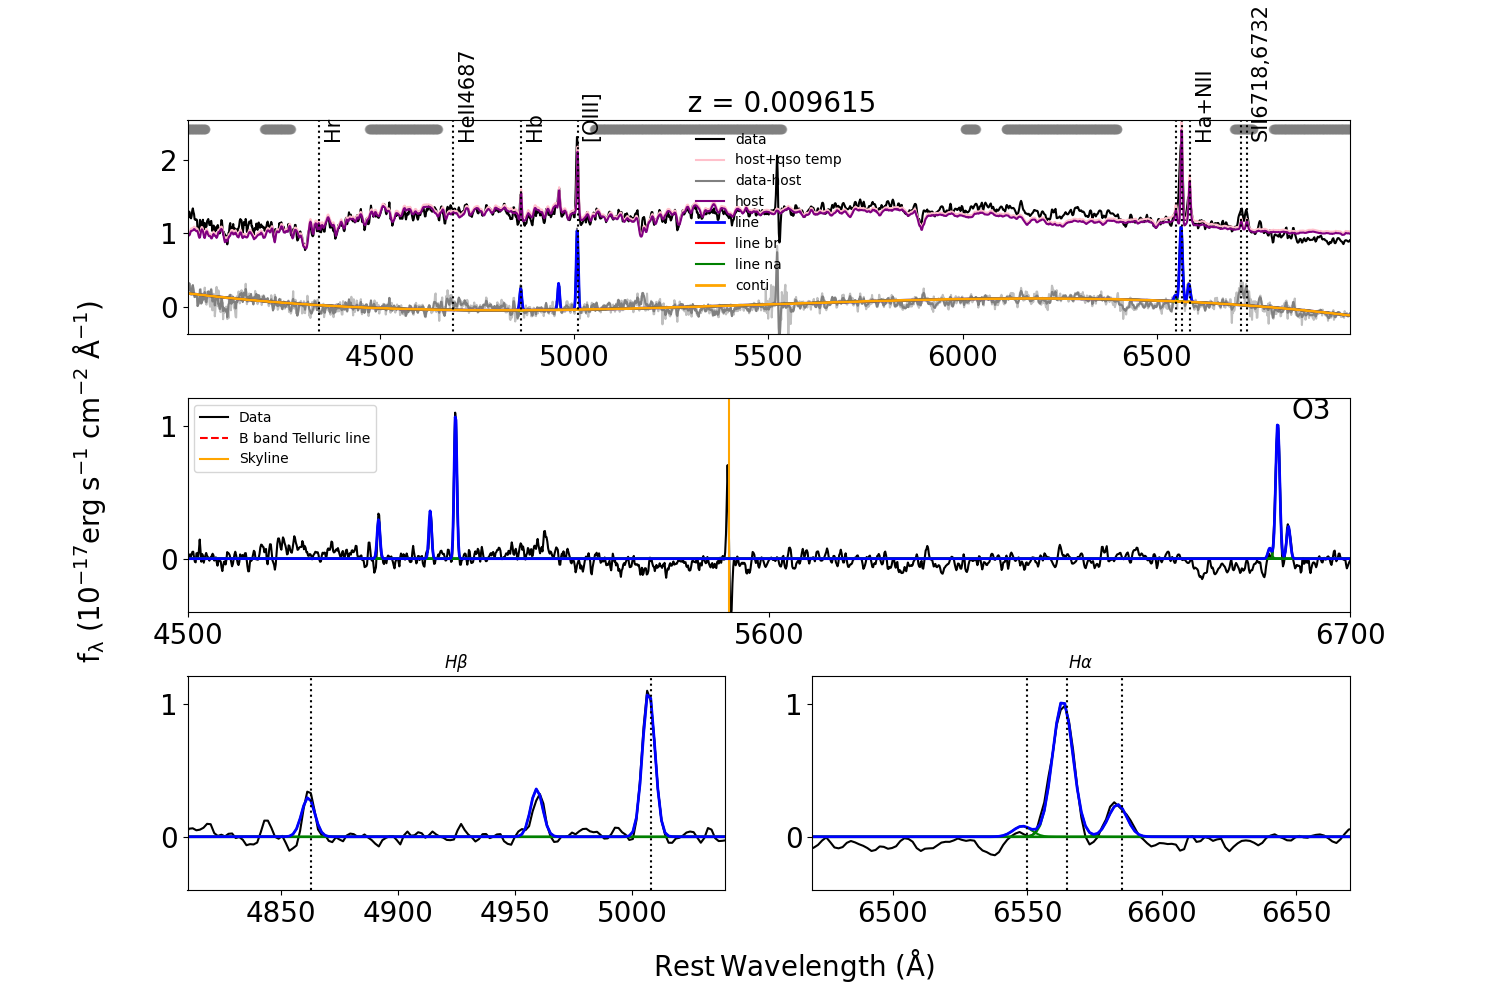 z = 0.009615
Hr
HeII4687
Hb
[OIII]
Ha+NII
SII6718,6732
data
host+qso temp
data-host
host
line
line br
line na
conti
2
1
0
4500
5000
5500
6000
6500
fλ (10−17erg s−1 cm−2 Å−1)
Data
B band Telluric line
Skyline
O3
1
0
4500
5600
6700
Hβ
1
0
4850
4900
4950
5000
Hα
1
0
6500
6550
6600
6650
Rest Wavelength (Å)